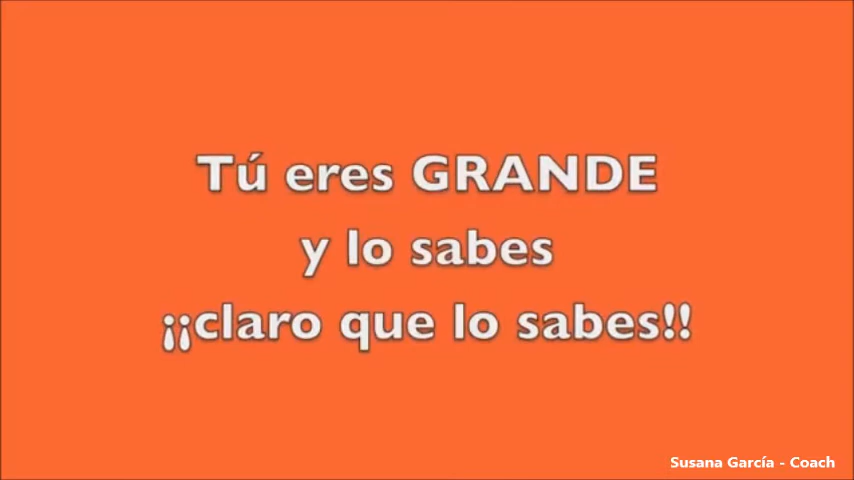 Tú eres GRANDE
y lo sabes
¡¡claro que lo sabes!!
Susana García - Coach